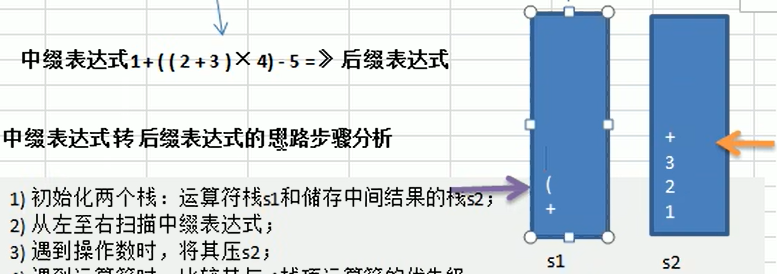 中缀表达式1+((2+3)×4)-5 =》后缀表达式
中缀表达式转 后缀表达式的思路步骤分析
1) 初始化两个栈：运算符栈s1和储存中间结果的栈s2；
2) 从左至右扫描中缀表达式；
3) 遇到操作数时，将其压s2；
(
+
s1
+
3
2
1
s2